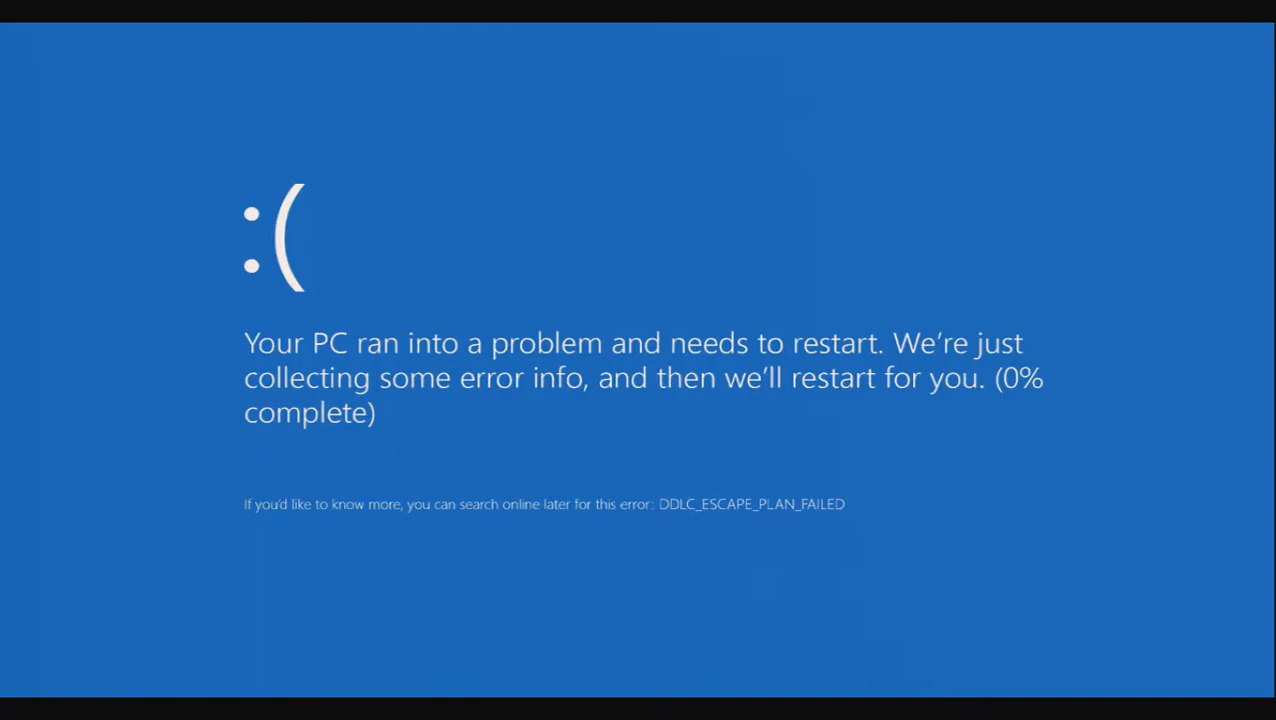 :(
Your PC ran into a problem and needs to restart. We're just
collecting some error info, and then we'll restart for you. (0%
complete)
If you'd like to know more, you can search online later for this error: DDLC_ESCAPE_PLAN_FAILED